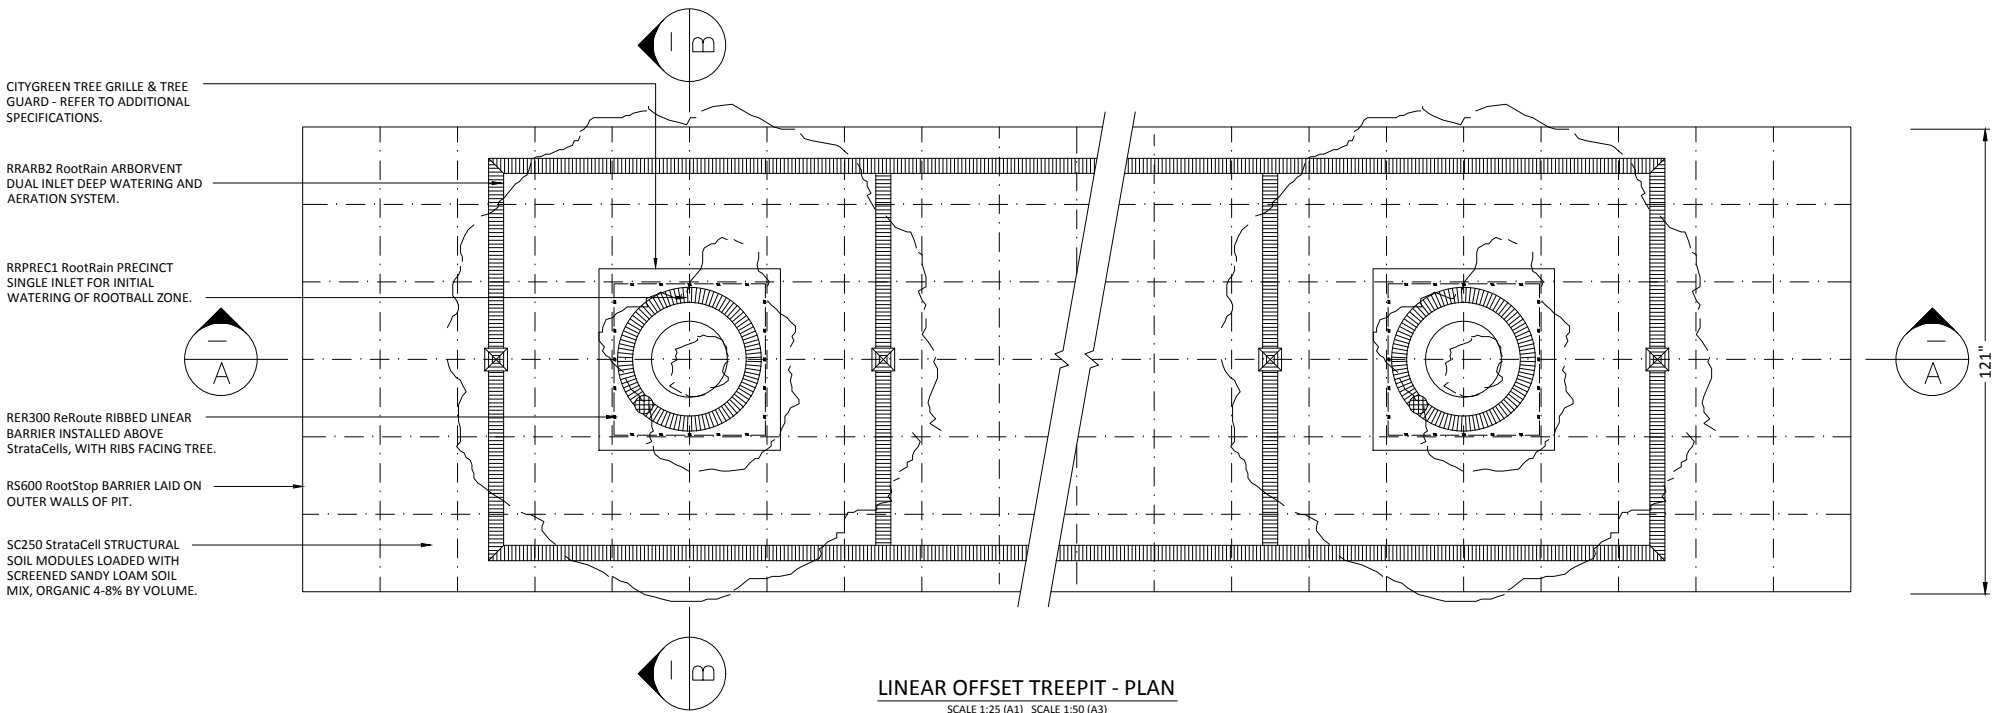 B
CITYGREEN TREE GRILLE & TREE
GUARD - REFER TO ADDITIONAL
SPECIFICATIONS.
RRARB2 RootRain ARBORVENT
DUAL INLET DEEP WATERING AND
AERATION SYSTEM.
RRPREC1 RootRain PRECINCT
SINGLE INLET FOR INITIAL
WATERING OF ROOTBALL ZONE.
A
A
121"
RER300 ReRoute RIBBED LINEAR
BARRIER INSTALLED ABOVE
StrataCells, WITH RIBS FACING TREE.
RS600 RootStop BARRIER LAID ON
OUTER WALLS OF PIT.
SC250 StrataCell STRUCTURAL
SOIL MODULES LOADED WITH
SCREENED SANDY LOAM SOIL
MIX, ORGANIC 4-8% BY VOLUME.
B
LINEAR OFFSET TREEPIT - PLAN
SCALE 1:25 (A1) SCALE 1:50 (A3)